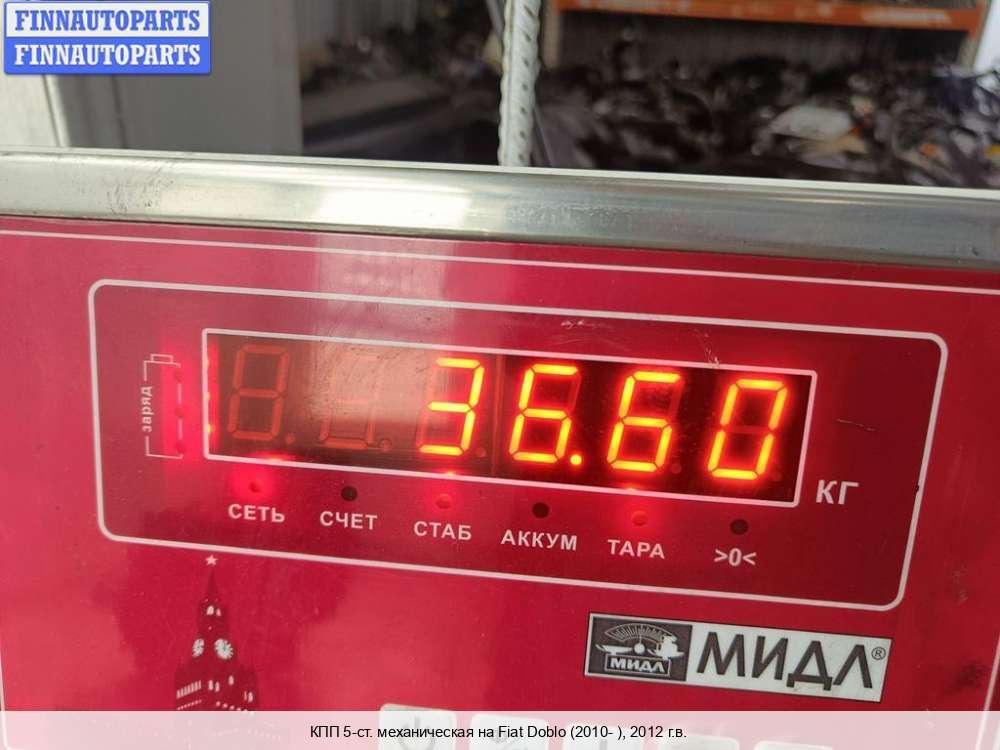 FINNAUTOPARTS
FINNAUTOPARTS
заряд
36.60
КГ
СЕТЬ СЧЕТ СТАБ АККУМ ТАРА >0<
МИДЛ МИДЛ®
КПП 5-ст. механическая на Fiat Doblo (2010- ), 2012 г.в.